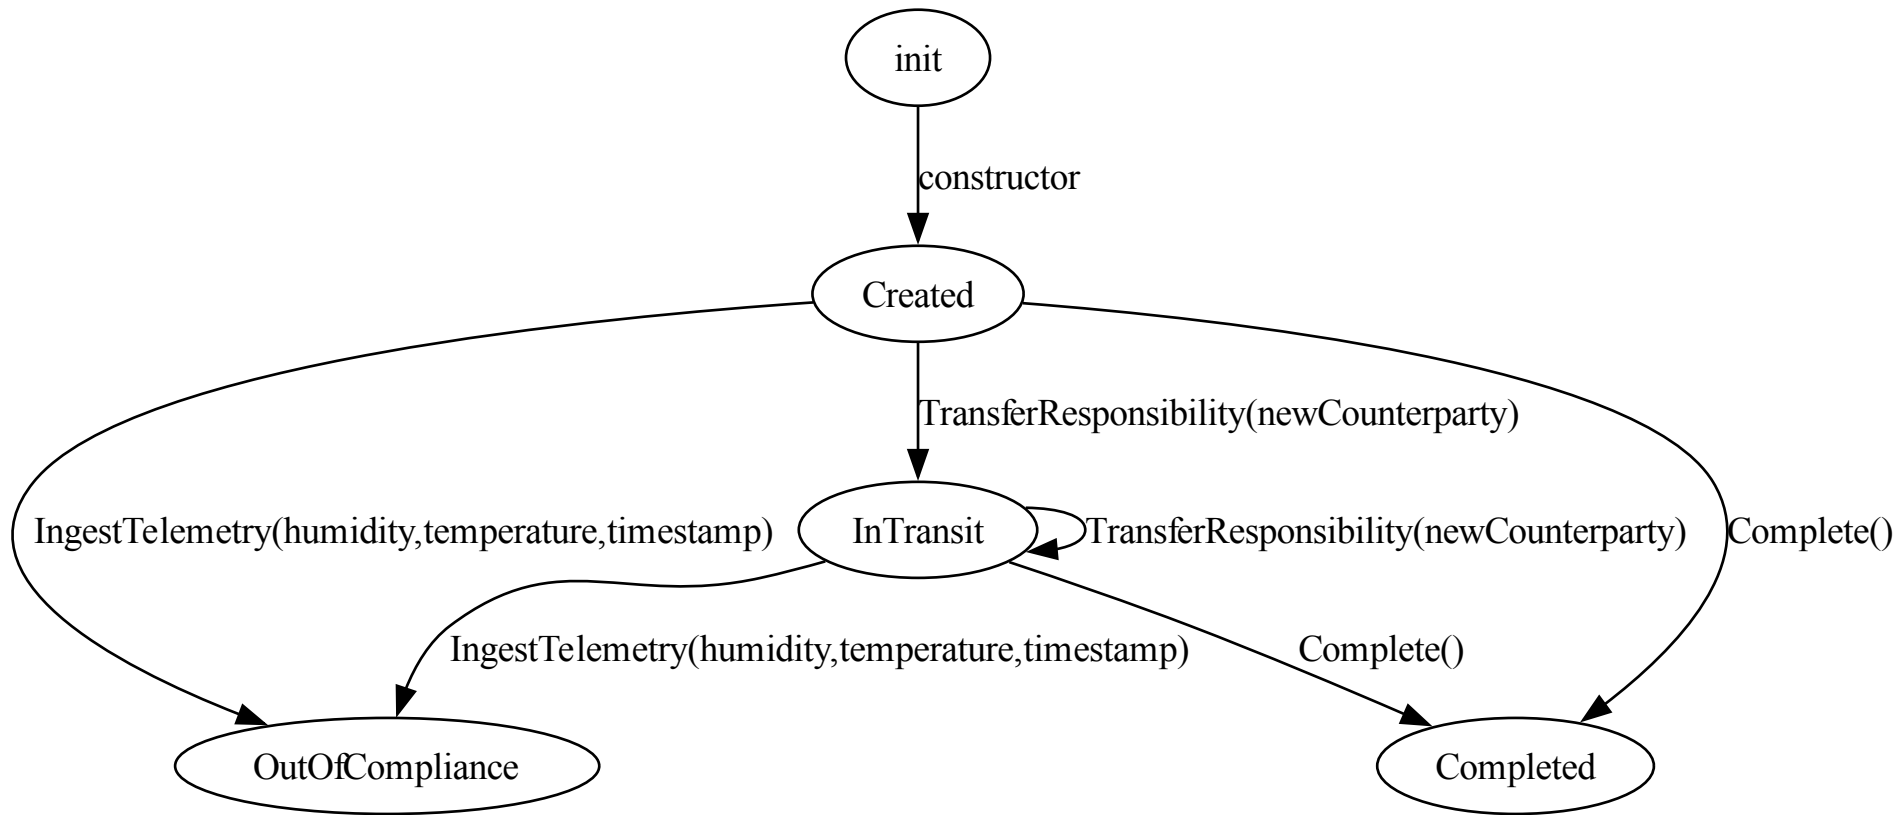 init
constructor
Created
TransferResponsibility(newCounterparty)
IngestTelemetry(humidity,temperature,timestamp)
InTransit
TransferResponsibility(newCounterparty)
Complete()
IngestTelemetry(humidity,temperature,timestamp)
Complete()
OutOfCompliance
Completed